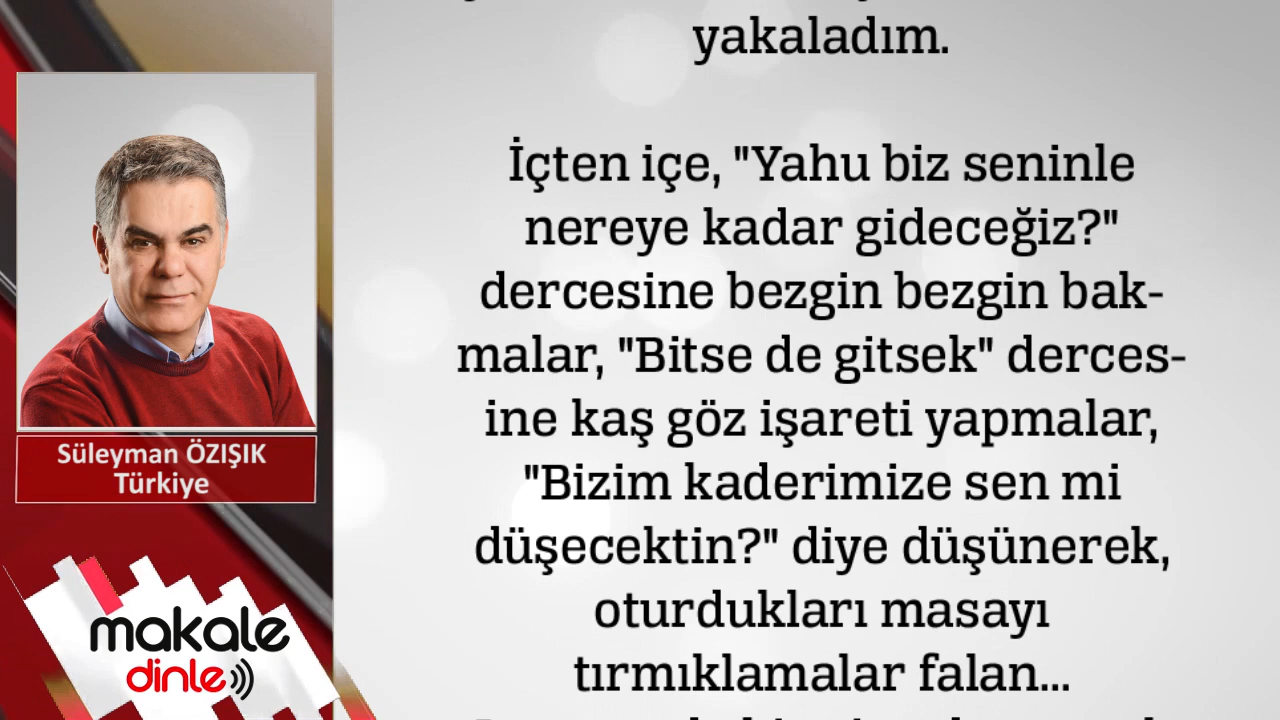 yakaladım.
İçten içe, "Yahu biz seninle
nereye kadar gideceğiz?"
dercesine bezgin bezgin bak-
malar, "Bitse de gitsek" derces-
ine kaş göz işareti yapmalar,
"Bizim kaderimize sen mi
düşecektin?" diye düşünerek,
oturdukları masayı
tırmıklamalar falan...
Süleyman ÖZIŞIK
Türkiye
makale
dinle